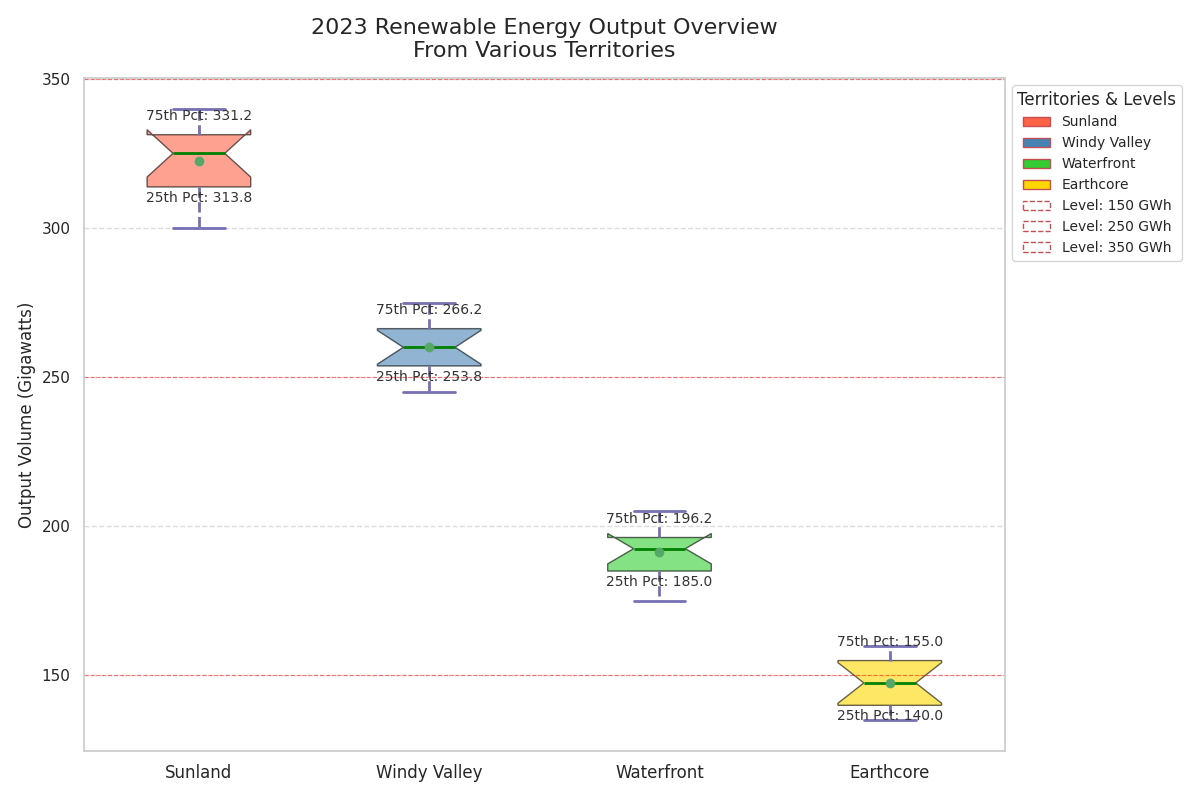 2023 Renewable Energy Output Overview
From Various Territories
Output Volume (Gigawatts)
350
300
250
200
150
75th Pct: 331.2
25th Pct: 313.8
75th Pct: 266.2
25th Pct: 253.8
75th Pct: 196.2
25th Pct: 185.0
75th Pct: 155.0
25th Pct: 140.0
Sunland
Windy Valley
Waterfront
Earthcore
Territories & Levels
Sunland
Windy Valley
Waterfront
Earthcore
Level: 150 GWh
Level: 250 GWh
Level: 350 GWh